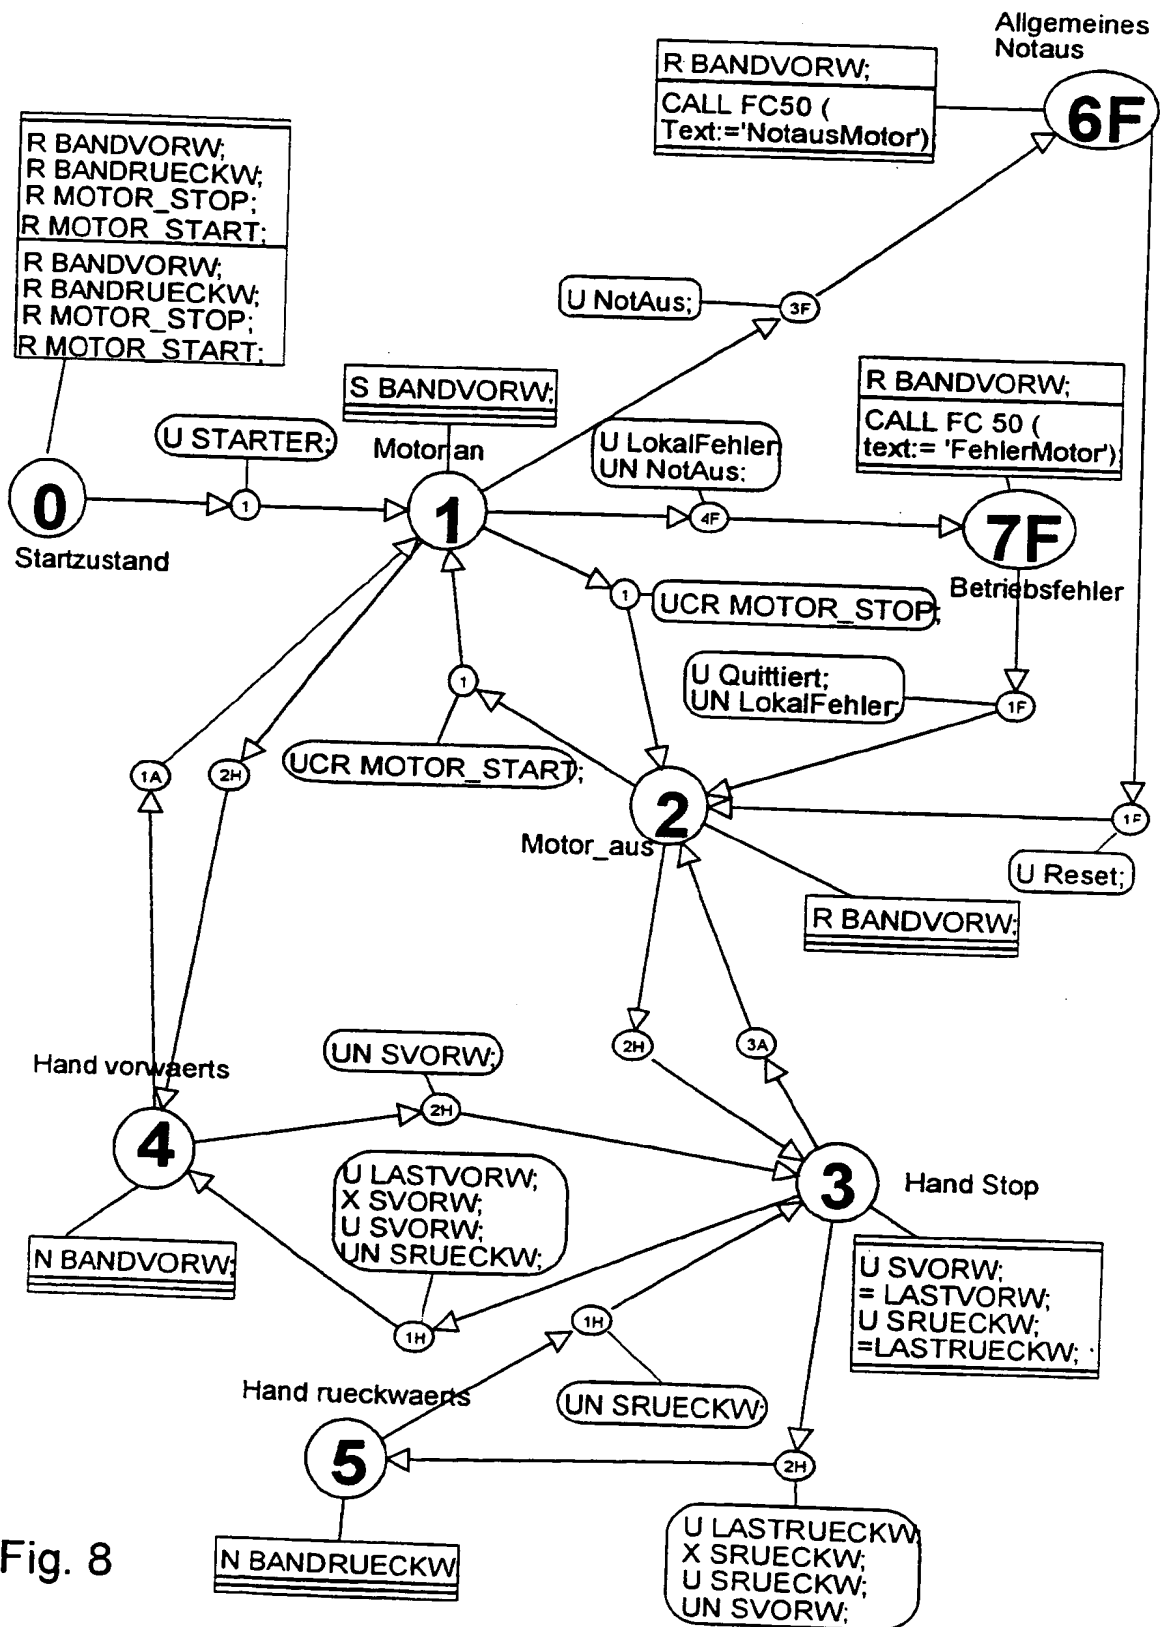 Allgemeines
Notaus
R BANDVORW;
CALL FC50 (
Text:='NotausMotor')
6F
R BANDVORW;
R BANDRUECKW;
R MOTOR_STOP;
R MOTOR_START;
R BANDVORW;
R BANDRUECKW;
R MOTOR_STOP;
R MOTOR_START;
U NotAus;
3F
S BANDVORW;
R BANDVORW;
CALL FC 50 (
text:= 'FehlerMotor')
U STARTER;
Motor an
U LokalFehler
UN NotAus;
0
1
1
4F
7F
Startzustand
Betriebsfehler
1
UCR MOTOR_STOP;
1
U Quittiert;
UN LokalFehler
1F
UCR MOTOR_START;
1A
2H
2
1F
Motor_aus
U Reset;
R BANDVORW;
2H
3A
Hand vorwaerts
UN SVORW;
2H
4
U LASTVORW;
X SVORW;
U SVORW;
UN SRUECKW;
3
Hand Stop
N BANDVORW;
U SVORW;
= LASTVORW;
U SRUECKW;
=LASTRUECKW;
1H
1H
Hand rueckwaerts
UN SRUECKW;
5
2H
U LASTRUECKW
X SRUECKW;
U SRUECKW;
UN SVORW;
N BANDRUECKW
Fig. 8